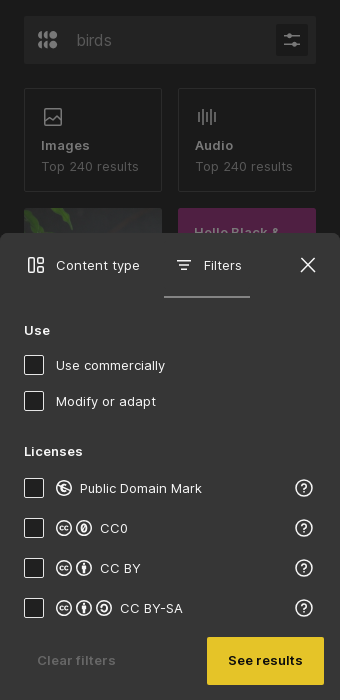 birds
Images
Audio
Top 240 results
Top 240 results
Hello Black &
Content type
Filters
Use
Use commercially
Modify or adapt
Licenses
Public Domain Mark
CC0
CC BY
CC BY-SA
Clear filters
See results